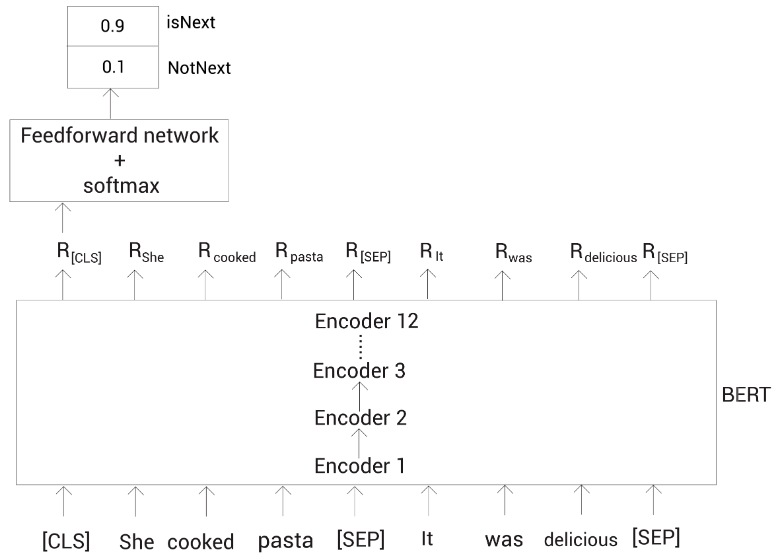 0.9 isNext
0.1 NotNext
Feedforward network
+
softmax
R[CLS] RShe Rcooked Rpasta R[SEP] RIt Rwas Rdelicious R[SEP]
Encoder 12
Encoder 3
BERT
Encoder 2
Encoder 1
[CLS] She cooked pasta [SEP] It was delicious [SEP]